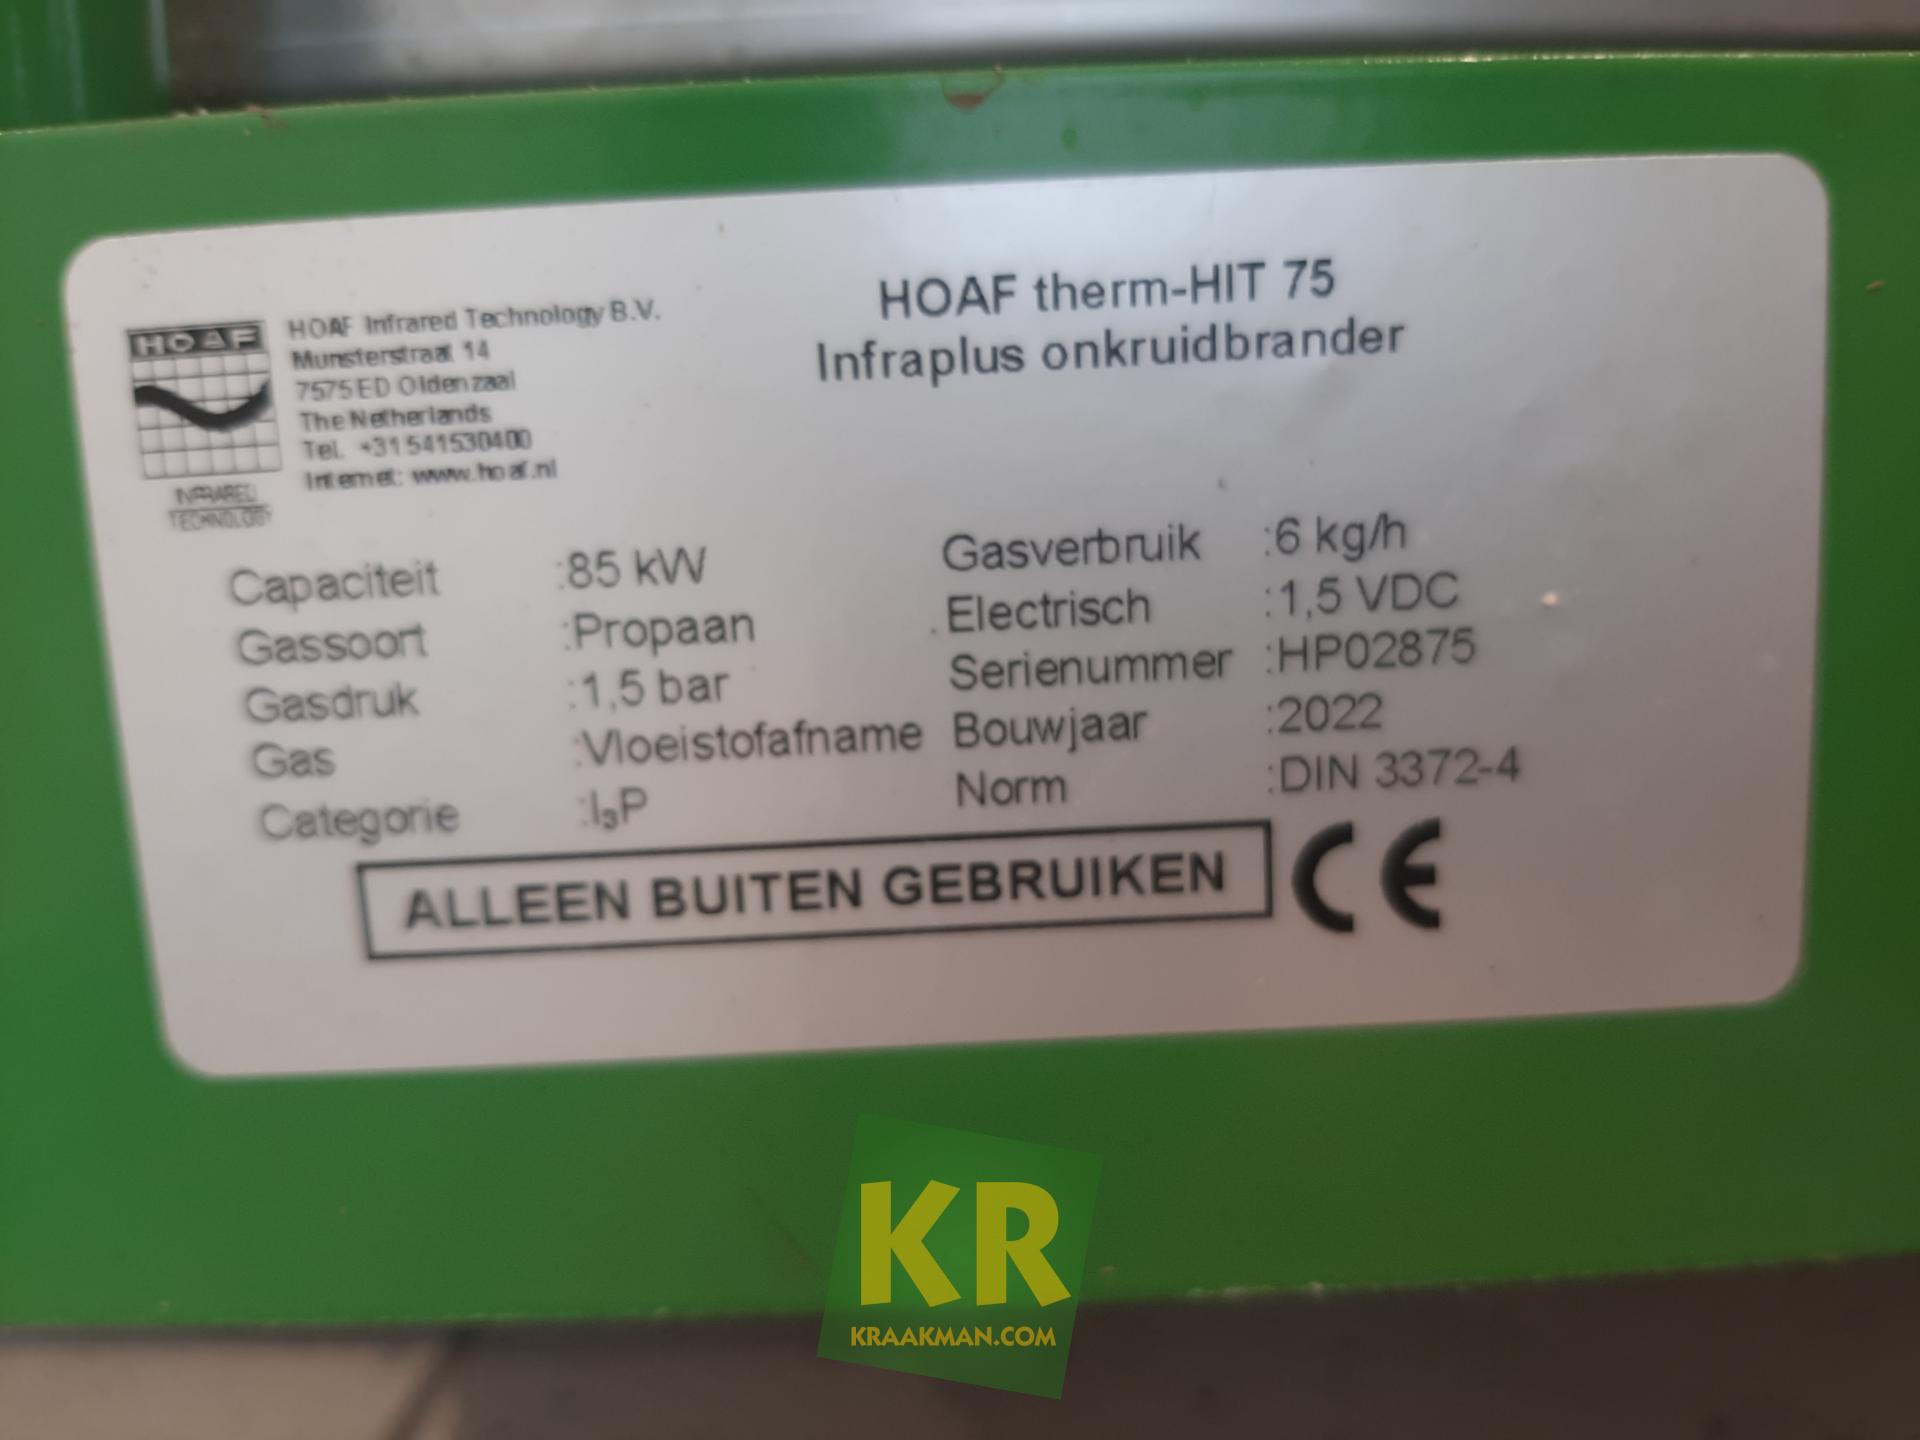 HOAF
INFRARED
TECHNOLOGY
HOAF Infrared Technology B.V.
Munsterstraat 14
7575 ED Oldenzaal
The Netherlands
Tel. +31 541530400
Internet: www.hoaf.nl
HOAF therm-HIT 75
Infraplus onkruidbrander
Capaciteit :85 kW
Gassoort :Propaan
Gasdruk :1,5 bar
Gas :Vloeistofafname
Categorie :I₃P
Gasverbruik :6 kg/h
Electrisch :1,5 VDC
Serienummer :HP02875
Bouwjaar :2022
Norm :DIN 3372-4
ALLEEN BUITEN GEBRUIKEN
CE
KR
KRAAKMAN.COM